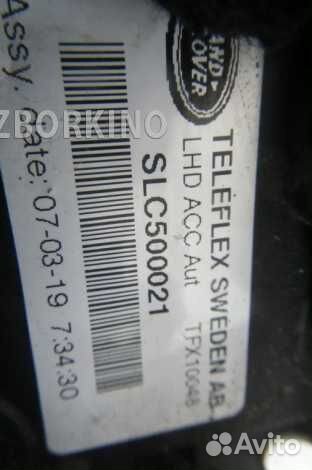 LAND ROVER
TELEFLEX SWEDEN AB
LHD ACC Aut TPX10048
SLC500021
Assy. date: '07-03-19 7:34:30
ZBORKINO
Avito